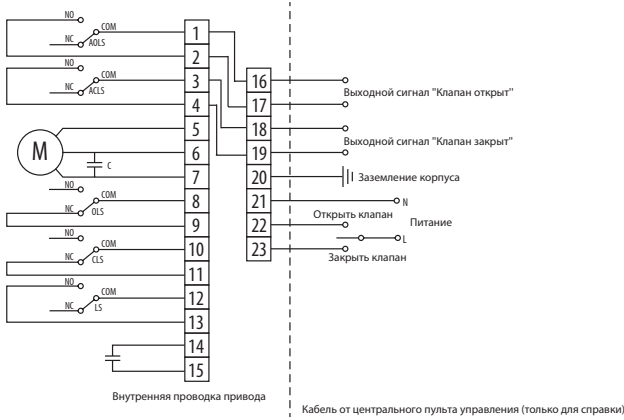 NO
COM
NC
AOLS
NO
COM
NC
ACLS
M
C
NO
COM
NC
OLS
NO
COM
NC
CLS
NO
COM
NC
LS
1
2
3
4
5
6
7
8
9
10
11
12
13
14
15
16
17
18
19
20
21
22
23
Выходной сигнал "Клапан открыт"
Выходной сигнал "Клапан закрыт"
Заземление корпуса
N
Открыть клапан
Питание
L
Закрыть клапан
Внутренняя проводка привода
Кабель от центрального пульта управления (только для справки)